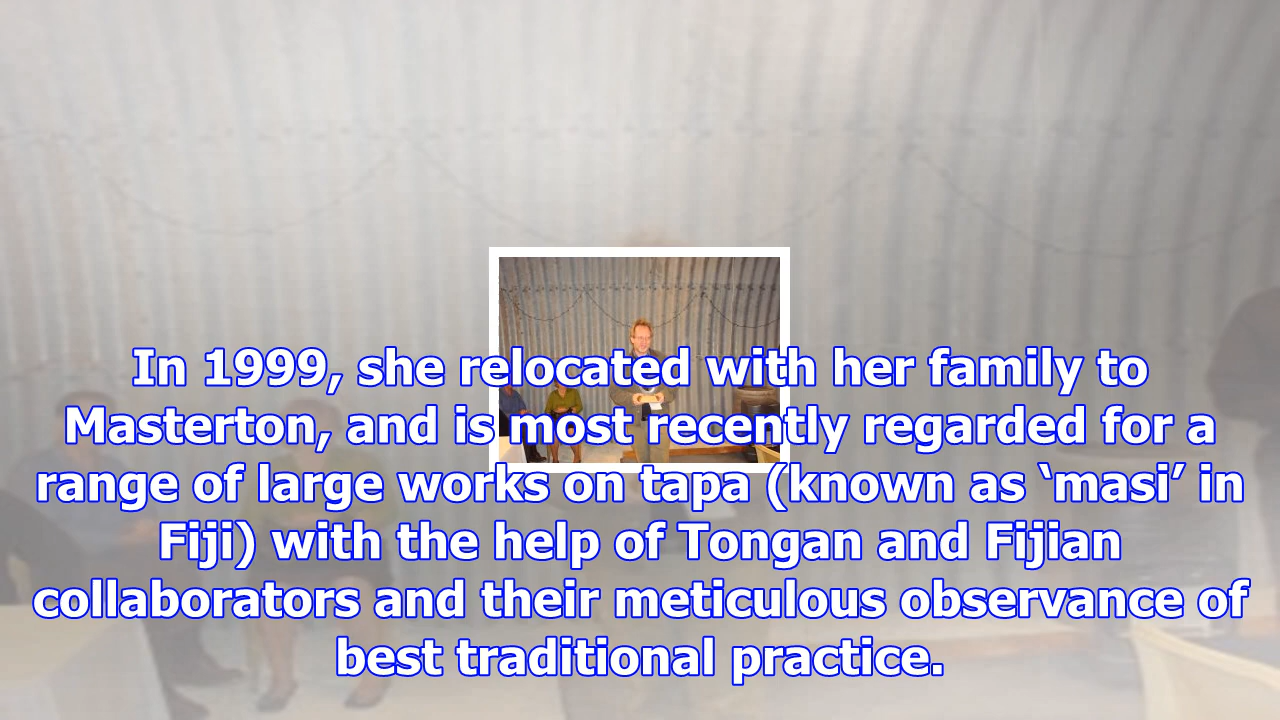 In 1999, she relocated with her family to
Masterton, and is most recently regarded for a
range of large works on tapa (known as ‘masi’ in
Fiji) with the help of Tongan and Fijian
collaborators and their meticulous observance of
best traditional practice.